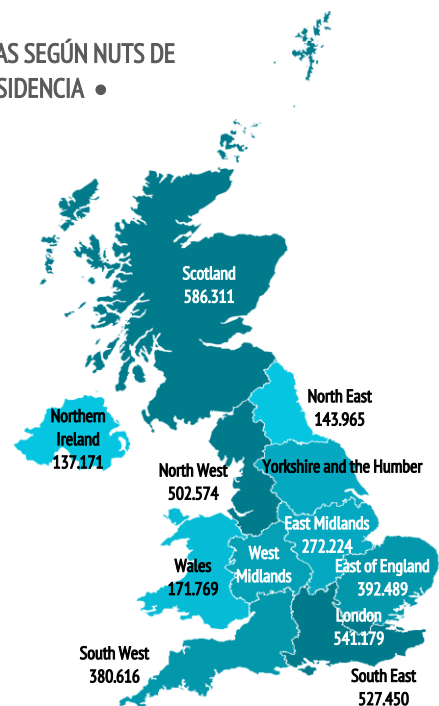 AS SEGÚN NUTS DE
SIDENCIA •
Scotland
586.311
North East
143.965
Northern
Ireland
137.171
North West
502.574
Yorkshire and the Humber
East Midlands
272.224
West
Midlands
Wales
171.769
East of England
392.489
London
541.179
South West
380.616
South East
527.450